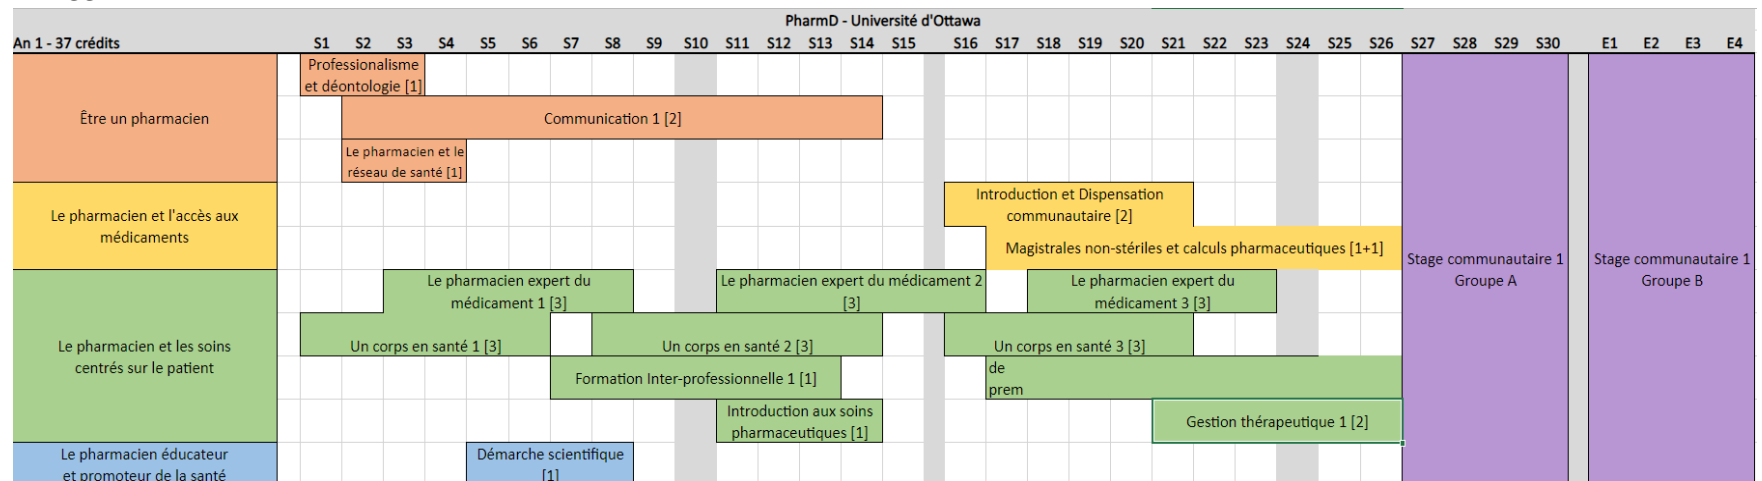 PharmD - Université d'Ottawa
An 1 - 37 crédits S1 S2 S3 S4 S5 S6 S7 S8 S9 S10 S11 S12 S13 S14 S15 S16 S17 S18 S19 S20 S21 S22 S23 S24 S25 S26 S27 S28 S29 S30 E1 E2 E3 E4
Être un pharmacien
Professionalisme
et déontologie [1]
Communication 1 [2]
Le pharmacien et le
réseau de santé [1]
Le pharmacien et l'accès aux
médicaments
Introduction et Dispensation
communautaire [2]
Magistrales non-stériles et calculs pharmaceutiques [1+1]
Le pharmacien et les soins
centrés sur le patient
Le pharmacien expert du
médicament 1 [3]
Le pharmacien expert du médicament 2
[3]
Le pharmacien expert du
médicament 3 [3]
Un corps en santé 1 [3]
Un corps en santé 2 [3]
Un corps en santé 3 [3]
Formation Inter-professionnelle 1 [1]
de
prem
Introduction aux soins
pharmaceutiques [1]
Gestion thérapeutique 1 [2]
Le pharmacien éducateur
et promoteur de la santé
Démarche scientifique
[1]
Stage communautaire 1
Groupe A
Stage communautaire 1
Groupe B